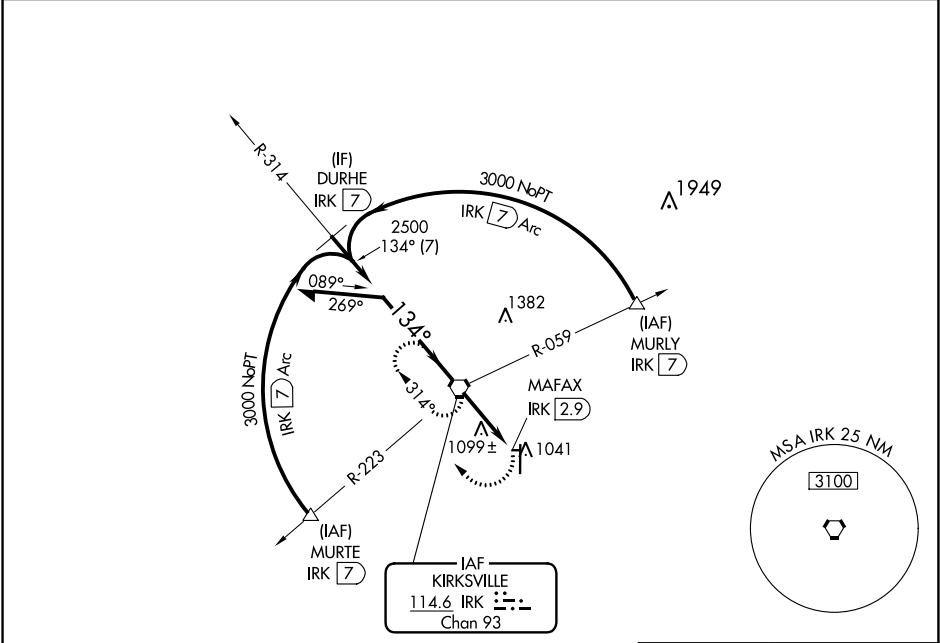 R-314
(IF)
DURHE
IRK 7
3000 NoPT
IRK 7 Arc
1949
2500
134° (7)
089°
269°
134°
1382
R-059
(IAF)
MURLY
IRK 7
3000 NoPT
IRK 7 Arc
314°
MAFAX
IRK 2.9
1099±
1041
R-223
(IAF)
MURTE
IRK 7
IAF
KIRKSVILLE
114.6 IRK
Chan 93
MSA IRK 25 NM
3100